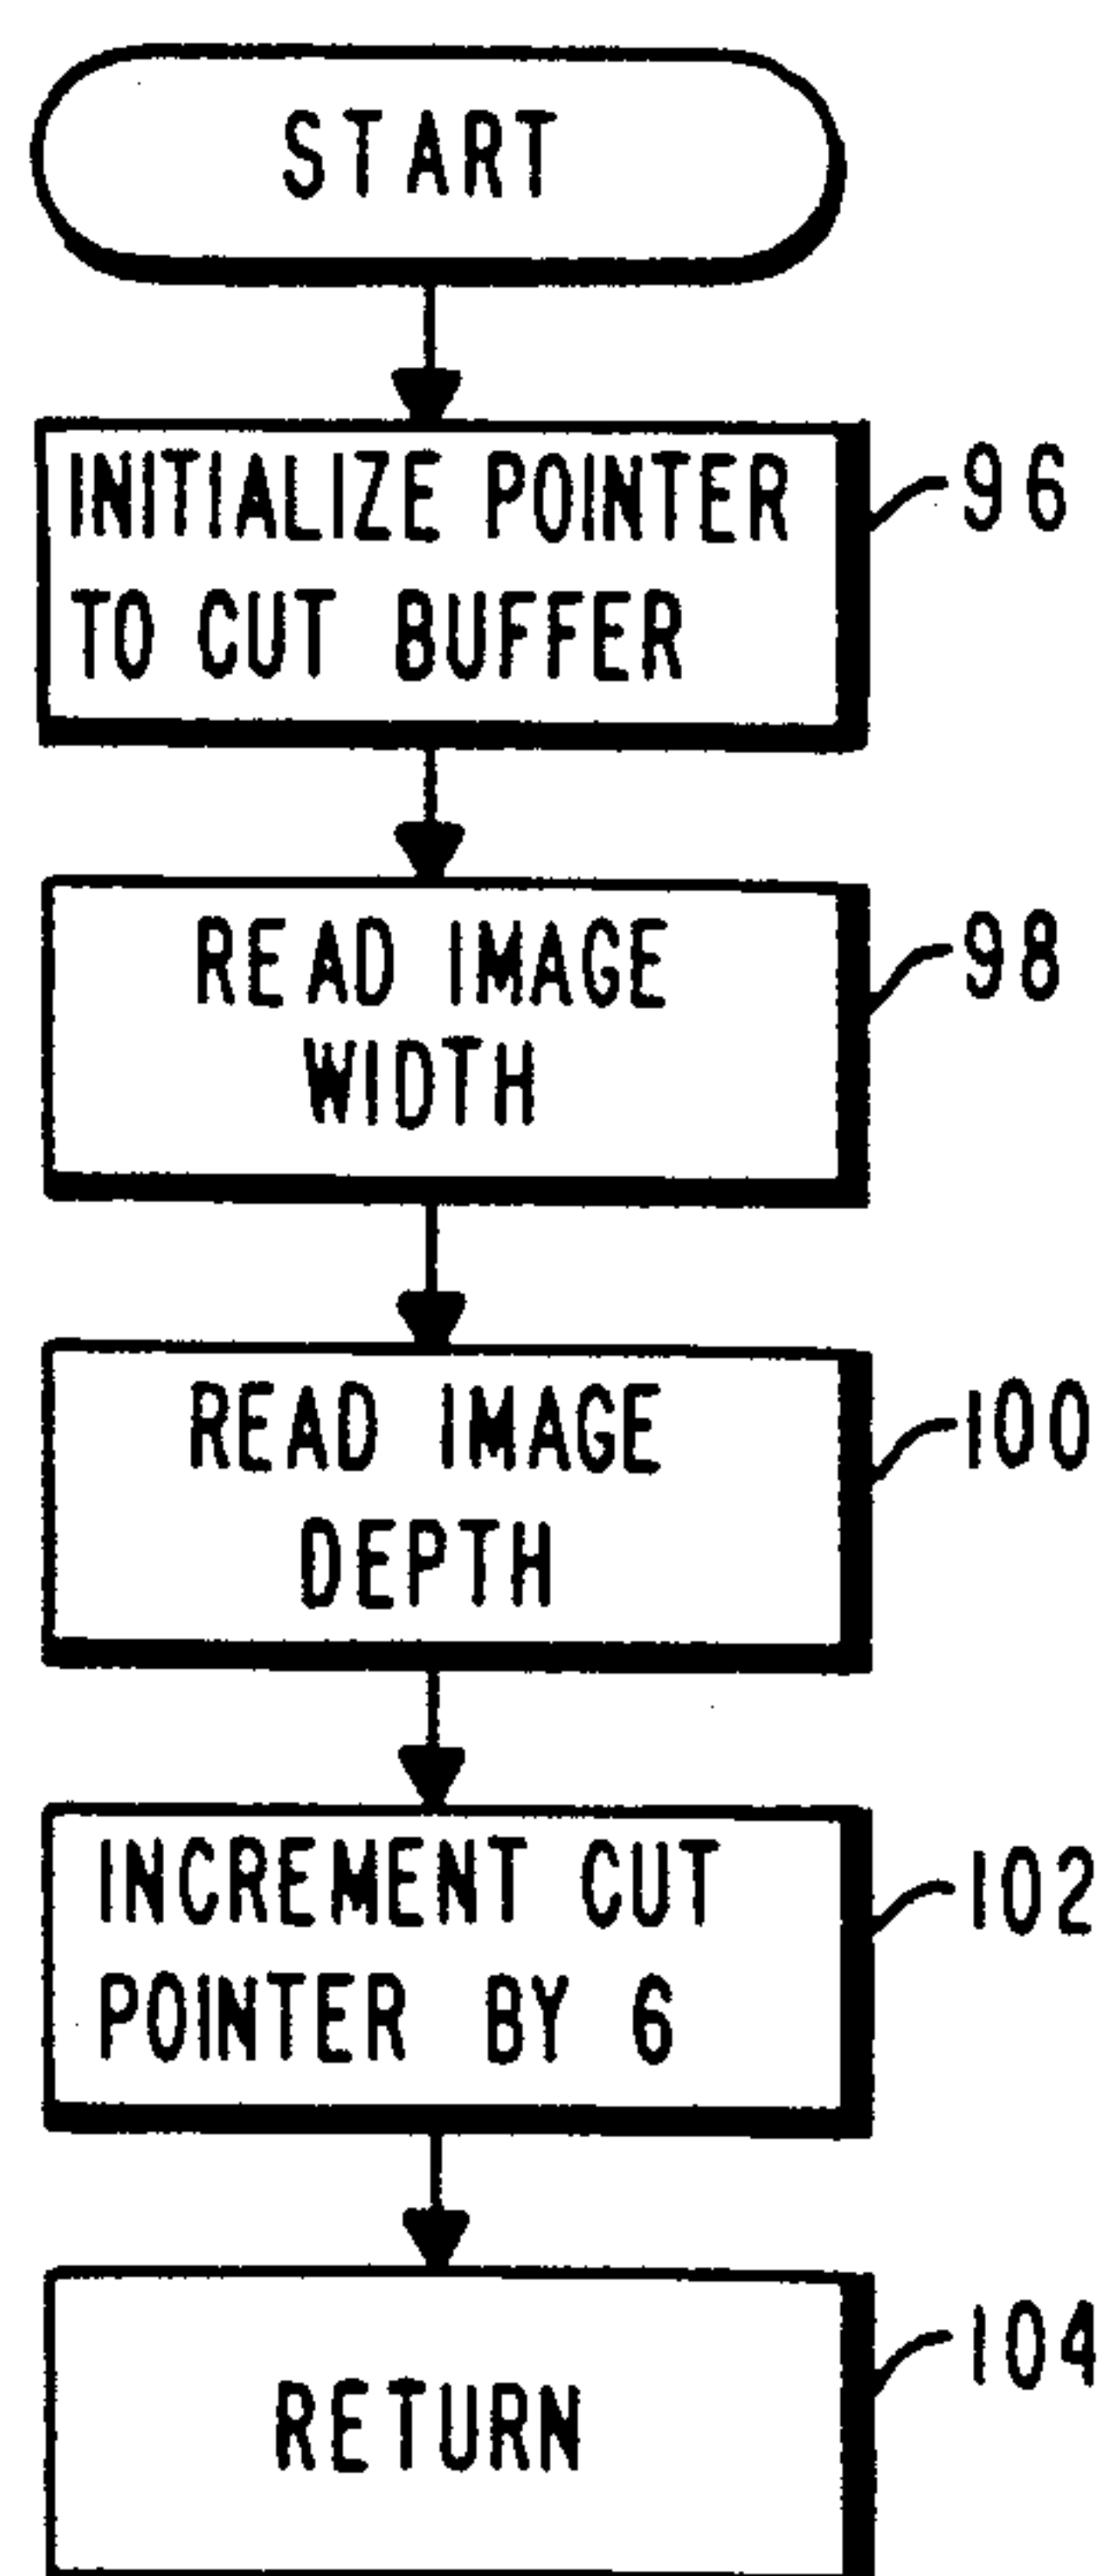 START
INITIALIZE POINTER
TO CUT BUFFER
96
READ IMAGE
WIDTH
98
READ IMAGE
DEPTH
100
INCREMENT CUT
POINTER BY 6
102
RETURN
104